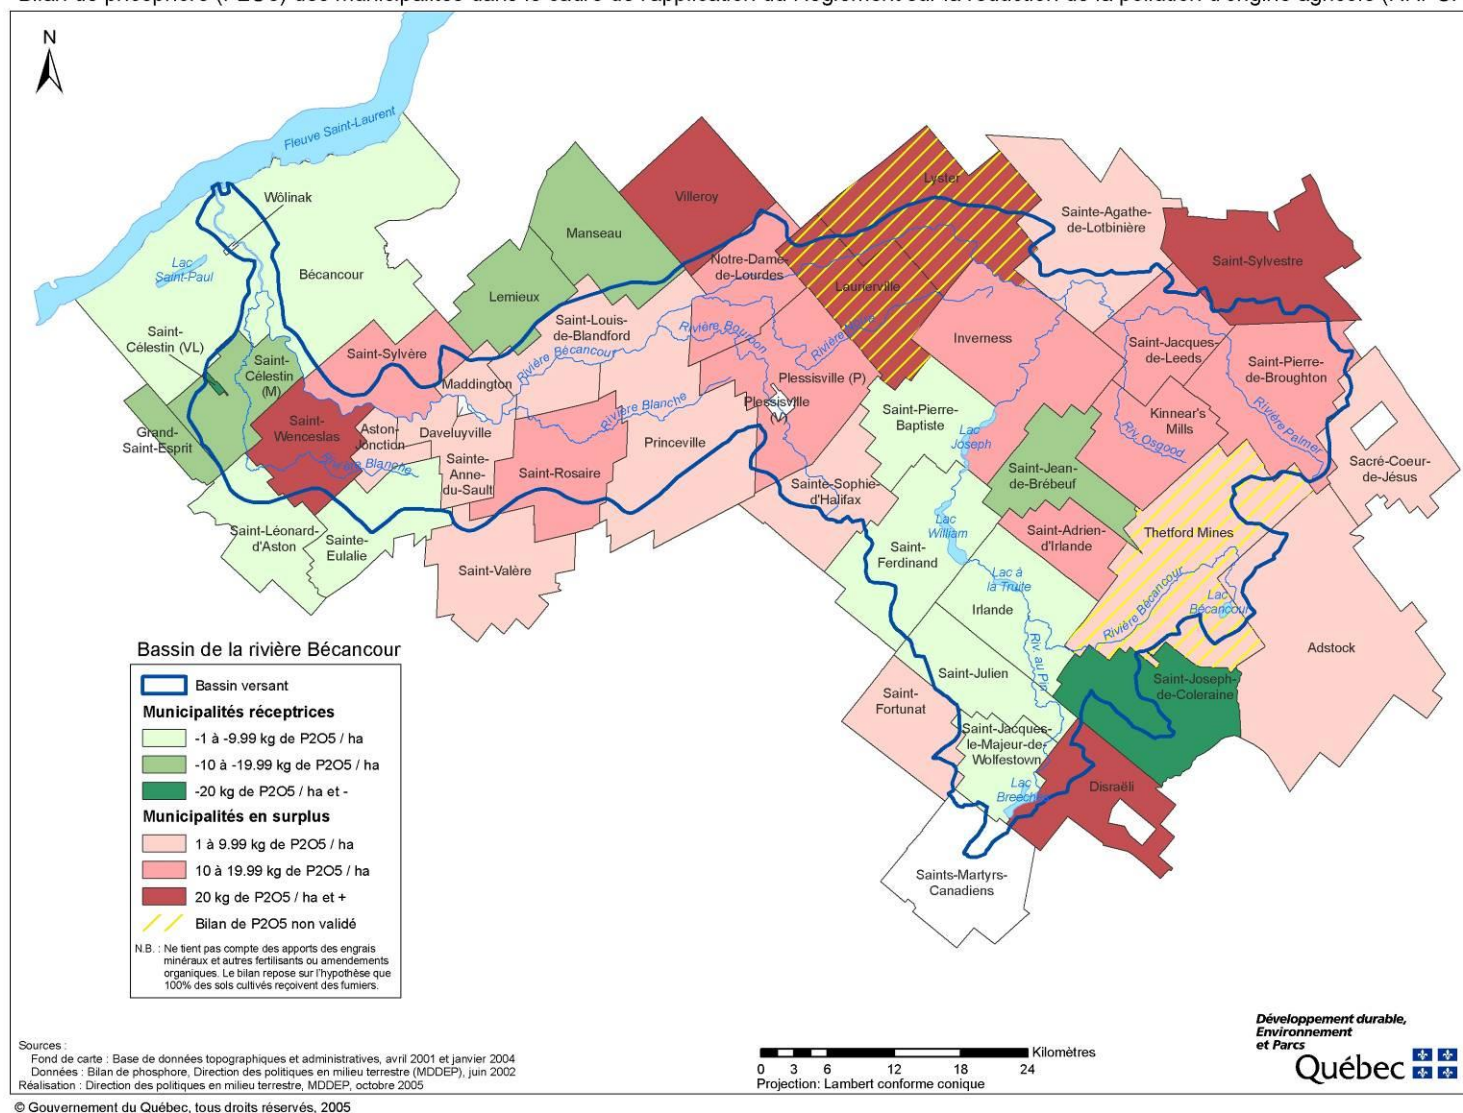 Bilan de phosphore (P2O5) des municipalités dans le cadre de l'application du Règlement sur la réduction de la pollution d'origine agricole
N
Fleuve Saint-Laurent
Wôlinak
Lac
Saint-Paul
Bécancour
Saint-
Célestin (VL)
Saint-
Célestin
(M)
Grand-
Saint-Esprit
Saint-
Wenceslas
Saint-Sylvère
Lemieux
Manseau
Villeroy
Lyster
Laurierville
Notre-Dame-
de-Lourdes
Saint-Louis-
de-Blandford
Rivière Bécancour
Rivière Bourbon
Rivière
Maddington
Aston-
Jonction
Daveluyville
Rivière Blanche
Rivière Blanche
Sainte-
Anne-
du-Sault
Saint-Rosaire
Princeville
Plessisville (P)
Plessisville
(V)
Saint-Léonard-
d'Aston
Sainte-
Eulalie
Saint-Valère
Sainte-Sophie-
d'Halifax
Saint-Pierre-
Baptiste
Inverness
Lac
Joseph
Sainte-Agathe-
de-Lotbinière
Saint-Sylvestre
Saint-Jacques-
de-Leeds
Saint-Pierre-
de-Broughton
Kinnear's
Mills
Riv. Osgood
Rivière Palmer
Saint-Jean-
de-Brébeuf
Saint-Adrien-
d'Irlande
Sacré-Coeur-
de-Jésus
Thetford Mines
Rivière Bécancour
Lac
Bécancour
Lac
William
Saint-
Ferdinand
Lac à
la Truite
Irlande
Riv. au Pin
Saint-Julien
Saint-
Fortunat
Saint-Jacques-
le-Majeur-de-
Wolfestown
Lac
Saint-Joseph-
de-Coleraine
Adstock
Disraëli
Saints-Martyrs-
Canadiens
Bassin de la rivière Bécancour
Bassin versant
Municipalités réceptrices
-1 à -9.99 kg de P2O5 / ha
-10 à -19.99 kg de P2O5 / ha
-20 kg de P2O5 / ha et -
Municipalités en surplus
1 à 9.99 kg de P2O5 / ha
10 à 19.99 kg de P2O5 / ha
20 kg de P2O5 / ha et +
Bilan de P2O5 non validé
N.B. : Ne tient pas compte des apports des engrais
minéraux et autres fertilisants ou amendements
organiques. Le bilan repose sur l'hypothèse que
100% des sols cultivés reçoivent des fumiers.
Sources :
Fond de carte : Base de données topographiques et administratives, avril 2001 et janvier 2004
Données : Bilan de phosphore, Direction des politiques en milieu terrestre (MDDEP), juin 2002
Réalisation : Direction des politiques en milieu terrestre, MDDEP, octobre 2005
0 3 6 12 18 24 Kilomètres
Projection: Lambert conforme conique
Développement durable,
Environnement
et Parcs
Québec
© Gouvernement du Québec, tous droits réservés, 2005